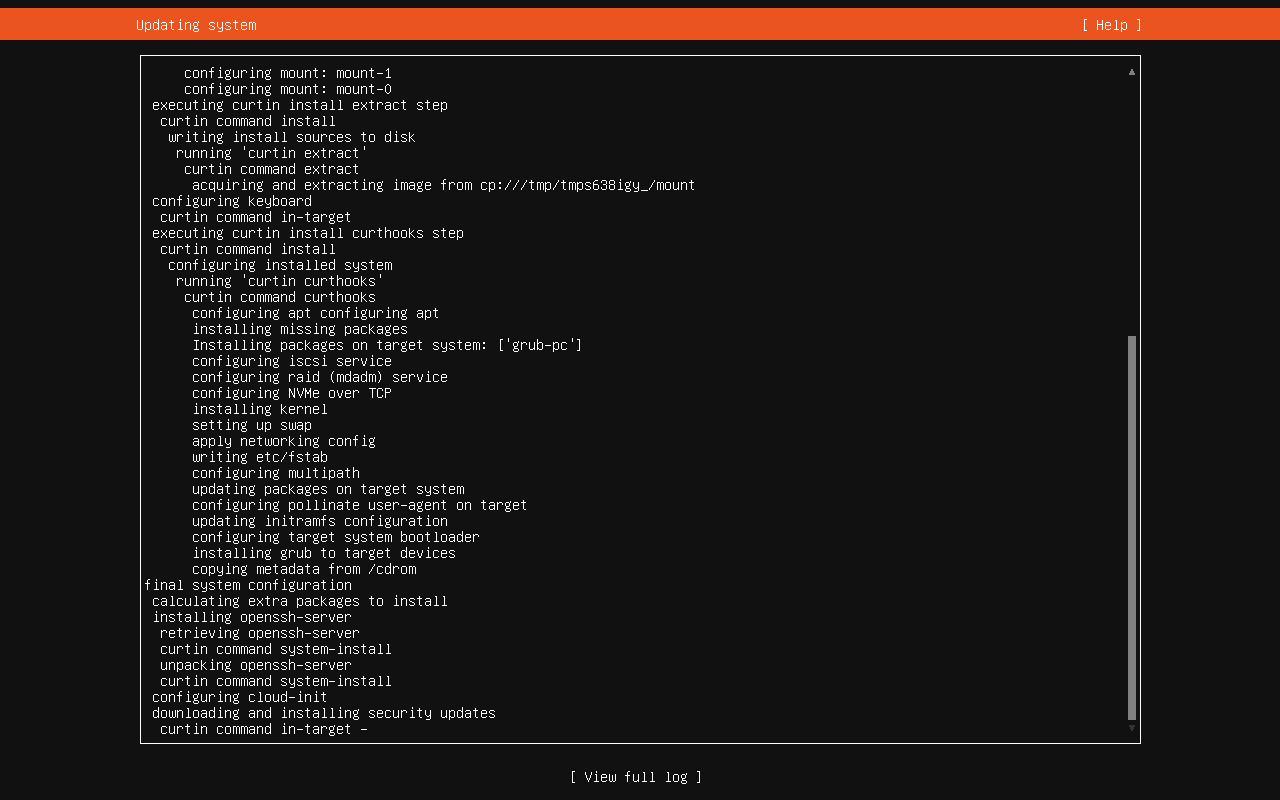 Updating system [ Help ]
configuring mount: mount-1
configuring mount: mount-0
executing curtin install extract step
curtin command install
writing install sources to disk
running 'curtin extract'
curtin command extract
acquiring and extracting image from cp:///tmp/tmps638igy_/mount
configuring keyboard
curtin command in-target
executing curtin install curthooks step
curtin command install
configuring installed system
running 'curtin curthooks'
curtin command curthooks
configuring apt configuring apt
installing missing packages
Installing packages on target system: ['grub-pc']
configuring iscsi service
configuring raid (mdadm) service
configuring NVMe over TCP
installing kernel
setting up swap
apply networking config
writing etc/fstab
configuring multipath
updating packages on target system
configuring pollinate user-agent on target
updating initramfs configuration
configuring target system bootloader
installing grub to target devices
copying metadata from /cdrom
final system configuration
calculating extra packages to install
installing openssh-server
retrieving openssh-server
curtin command system-install
unpacking openssh-server
curtin command system-install
configuring cloud-init
downloading and installing security updates
curtin command in-target -
[ View full log ]